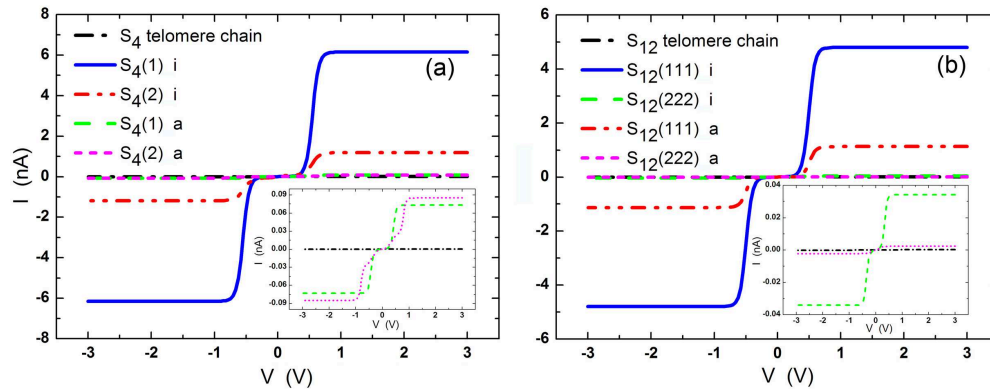 8
6
4
2
0
-2
-4
-6
-8
I (nA)
S4 telomere chain
S4(1) i
S4(2) i
S4(1) a
S4(2) a
(a)
-3 -2 -1 0 1 2 3
V (V)
0.09
0.06
0.03
0.00
-0.03
-0.06
-0.09
I (nA)
-3 -2 -1 0 1 2 3
V (V)
6
4
2
0
-2
-4
-6
S12 telomere chain
S12(111) i
S12(222) i
S12(111) a
S12(222) a
(b)
-3 -2 -1 0 1 2 3
V (V)
0.04
0.02
0.00
-0.02
-0.04
I (nA)
-3 -2 -1 0 1 2 3
V (V)